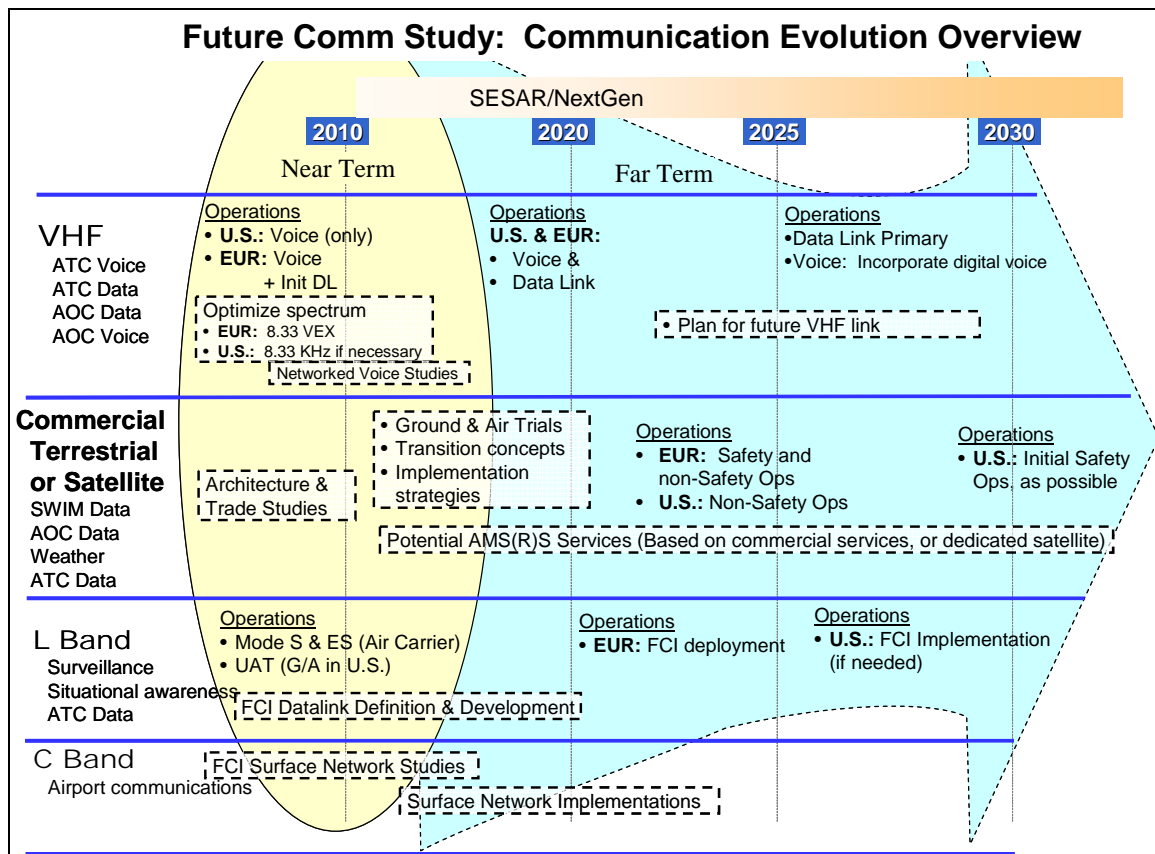 Future Comm Study:  Communication Evolution Overview
SESAR/NextGen
2010
2020
2025
2030
Near Term
Far Term
VHF
ATC Voice
ATC Data
AOC Data
AOC Voice
Operations
• U.S.: Voice (only)
• EUR: Voice
+ Init DL
Optimize spectrum
• EUR: 8.33 VEX
• U.S.: 8.33 KHz if necessary
Networked Voice Studies
Operations
U.S. & EUR:
• Voice &
• Data Link
Operations
•Data Link Primary
•Voice: Incorporate digital voice
• Plan for future VHF link
Commercial
Terrestrial
or Satellite
SWIM Data
AOC Data
Weather
ATC Data
Architecture &
Trade Studies
• Ground & Air Trials
• Transition concepts
• Implementation
strategies
Operations
• EUR: Safety and
non-Safety Ops
• U.S.: Non-Safety Ops
Operations
• U.S.: Initial Safety
Ops, as possible
Potential AMS(R)S Services (Based on commercial services, or dedicated satellite)
L Band
Surveillance
Situational awareness
ATC Data
Operations
• Mode S & ES (Air Carrier)
• UAT (G/A in U.S.)
FCI Datalink Definition & Development
Operations
• EUR: FCI deployment
Operations
• U.S.: FCI Implementation
(if needed)
C Band
Airport communications
FCI Surface Network Studies
Surface Network Implementations